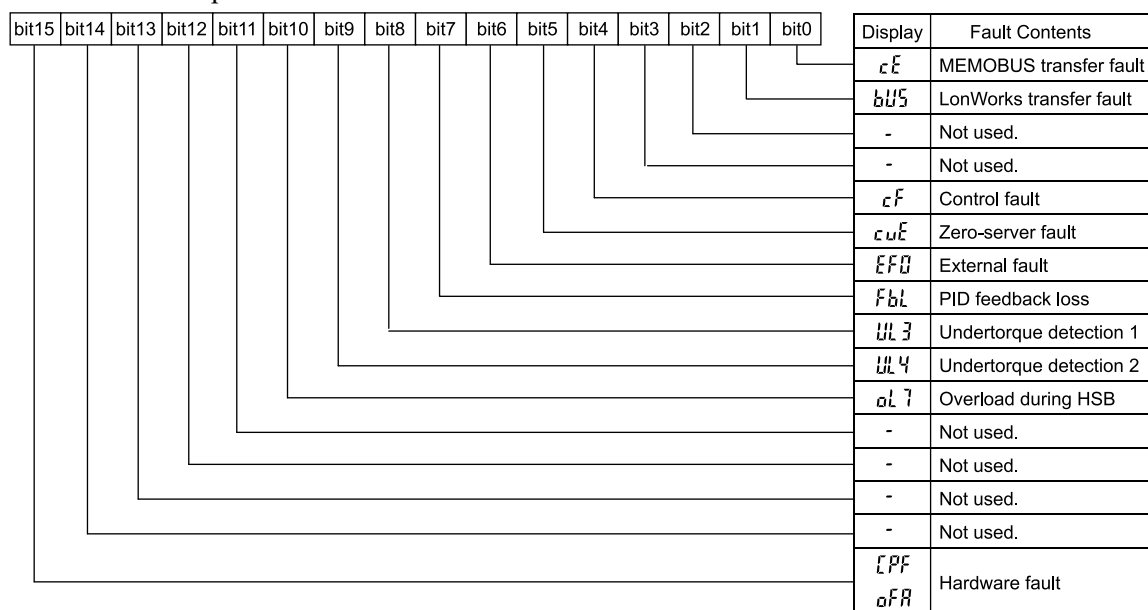 bit15 bit14 bit13 bit12 bit11 bit10 bit9 bit8 bit7 bit6 bit5 bit4 bit3 bit2 bit1 bit0
Display Fault Contents
cE MEMOBUS transfer fault
bUS LonWorks transfer fault
- Not used.
- Not used.
cF Control fault
cuE Zero-server fault
EF0 External fault
FbL PID feedback loss
UL3 Undertorque detection 1
UL4 Undertorque detection 2
oL7 Overload during HSB
- Not used.
- Not used.
- Not used.
- Not used.
CPF
Hardware fault
oFA